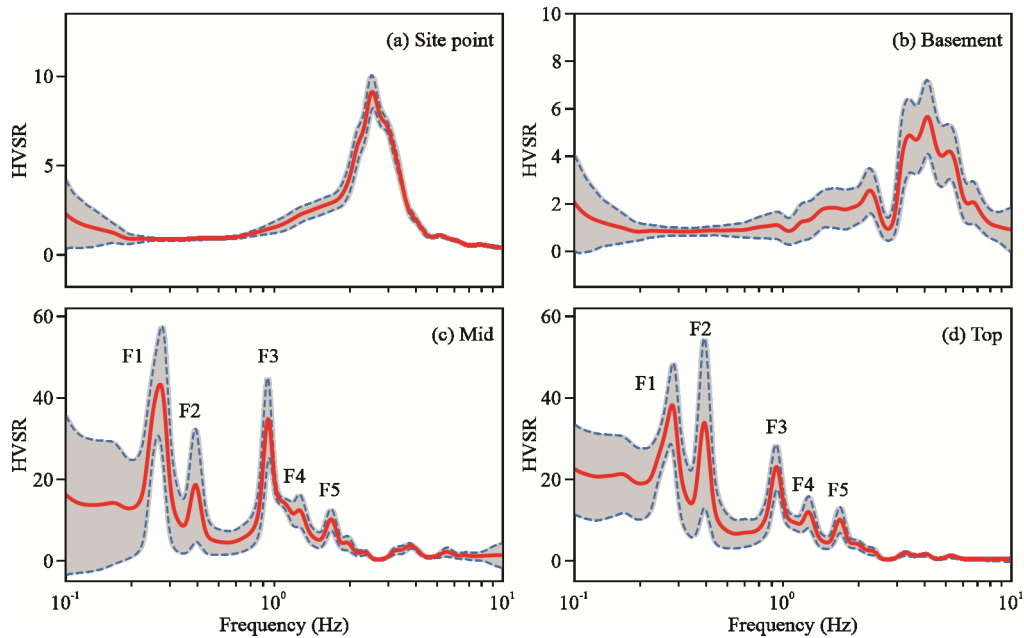 (a) Site point
10
5
0
HVSR
(b) Basement
10
8
6
4
2
0
HVSR
(c) Mid
F1
F2
F3
F4
F5
60
40
20
0
HVSR
10-1
100
101
Frequency (Hz)
(d) Top
F1
F2
F3
F4
F5
60
40
20
0
HVSR
10-1
100
101
Frequency (Hz)